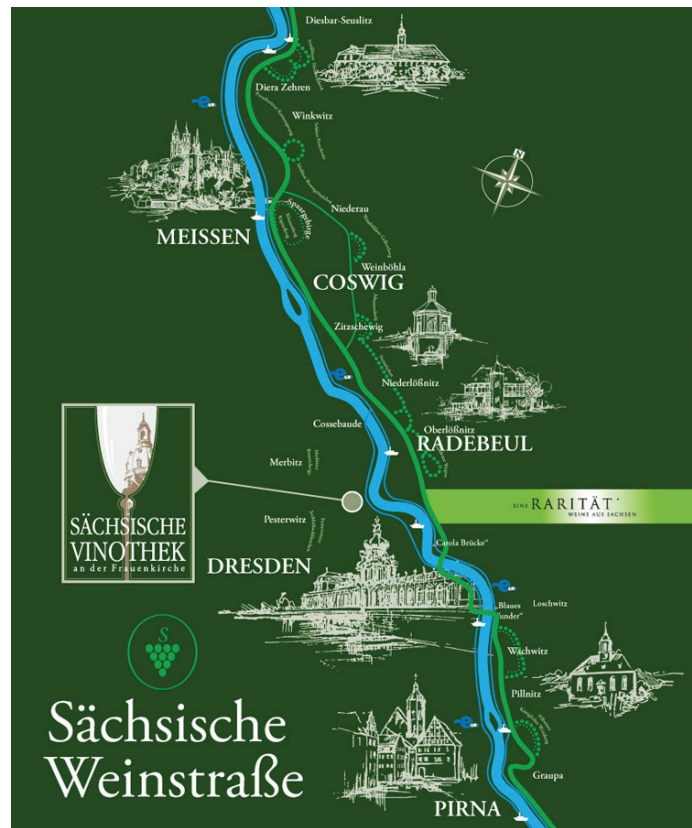 Diesbar-Seuslitz
Diera Zehren
Winkwitz
N
Niederau
Spaargebirge
MEISSEN
Weinböhla
COSWIG
Zitzschewig
Niederlößnitz
Cossebaude
Oberlößnitz
RADEBEUL
Merbitz
EINE RARITÄT
WEINE AUS SACHSEN
SÄCHSISCHE
VINOTHEK
an der Frauenkirche
Pesterwitz
„Carola Brücke"
DRESDEN
„Blaues
Loschwitz
S
Wachwitz
Pillnitz
Sächsische
Weinstraße
Graupa
PIRNA